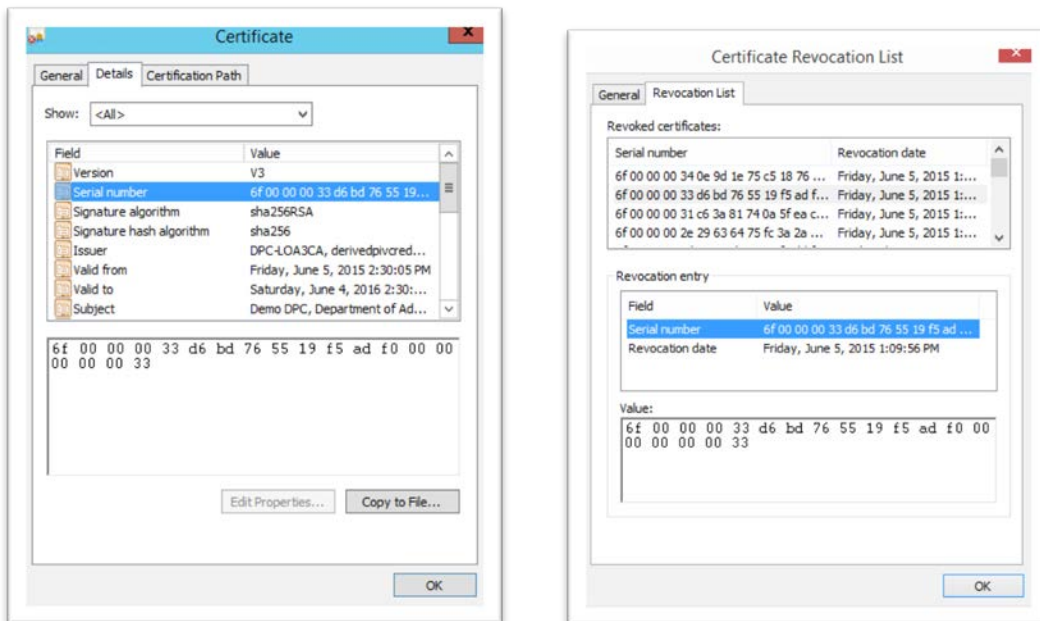 Certificate
x
General Details Certification Path
Show: <All>
Field Value
Version V3
Serial number 6f 00 00 00 33 d6 bd 76 55 19...
Signature algorithm sha256RSA
Signature hash algorithm sha256
Issuer DPC-LOA3CA, derivedpivcred...
Valid from Friday, June 5, 2015 2:30:05 PM
Valid to Saturday, June 4, 2016 2:30:...
Subject Demo DPC, Department of Ad...
6f 00 00 00 33 d6 bd 76 55 19 f5 ad f0 00 00
00 00 00 33
Edit Properties... Copy to File...
OK
Certificate Revocation List
x
General Revocation List
Revoked certificates:
Serial number Revocation date
6f 00 00 00 34 0e 9d 1e 75 c5 18 76 ... Friday, June 5, 2015 1:...
6f 00 00 00 33 d6 bd 76 55 19 f5 ad f... Friday, June 5, 2015 1:...
6f 00 00 00 31 c6 3a 81 74 0a 5f ea c... Friday, June 5, 2015 1:...
6f 00 00 00 2e 29 63 64 75 fc 3a 2a ... Friday, June 5, 2015 1:...
Revocation entry
Field Value
Serial number 6f 00 00 00 33 d6 bd 76 55 19 f5 ad ...
Revocation date Friday, June 5, 2015 1:09:56 PM
Value:
6f 00 00 00 33 d6 bd 76 55 19 f5 ad f0 00
00 00 00 00 33
OK